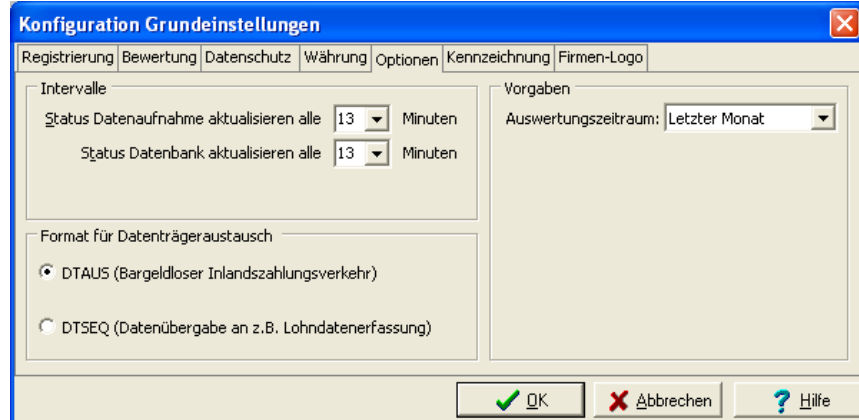 Konfiguration Grundeinstellungen
Registrierung Bewertung Datenschutz Währung Optionen Kennzeichnung Firmen-Logo
Intervalle
Status Datenaufnahme aktualisieren alle 13 Minuten
Status Datenbank aktualisieren alle 13 Minuten
Format für Datenträgeraustausch
DTAUS (Bargeldloser Inlandszahlungsverkehr)
DTSEQ (Datenübergabe an z.B. Lohndatenerfassung)
Vorgaben
Auswertungszeitraum: Letzter Monat
OK Abbrechen Hilfe